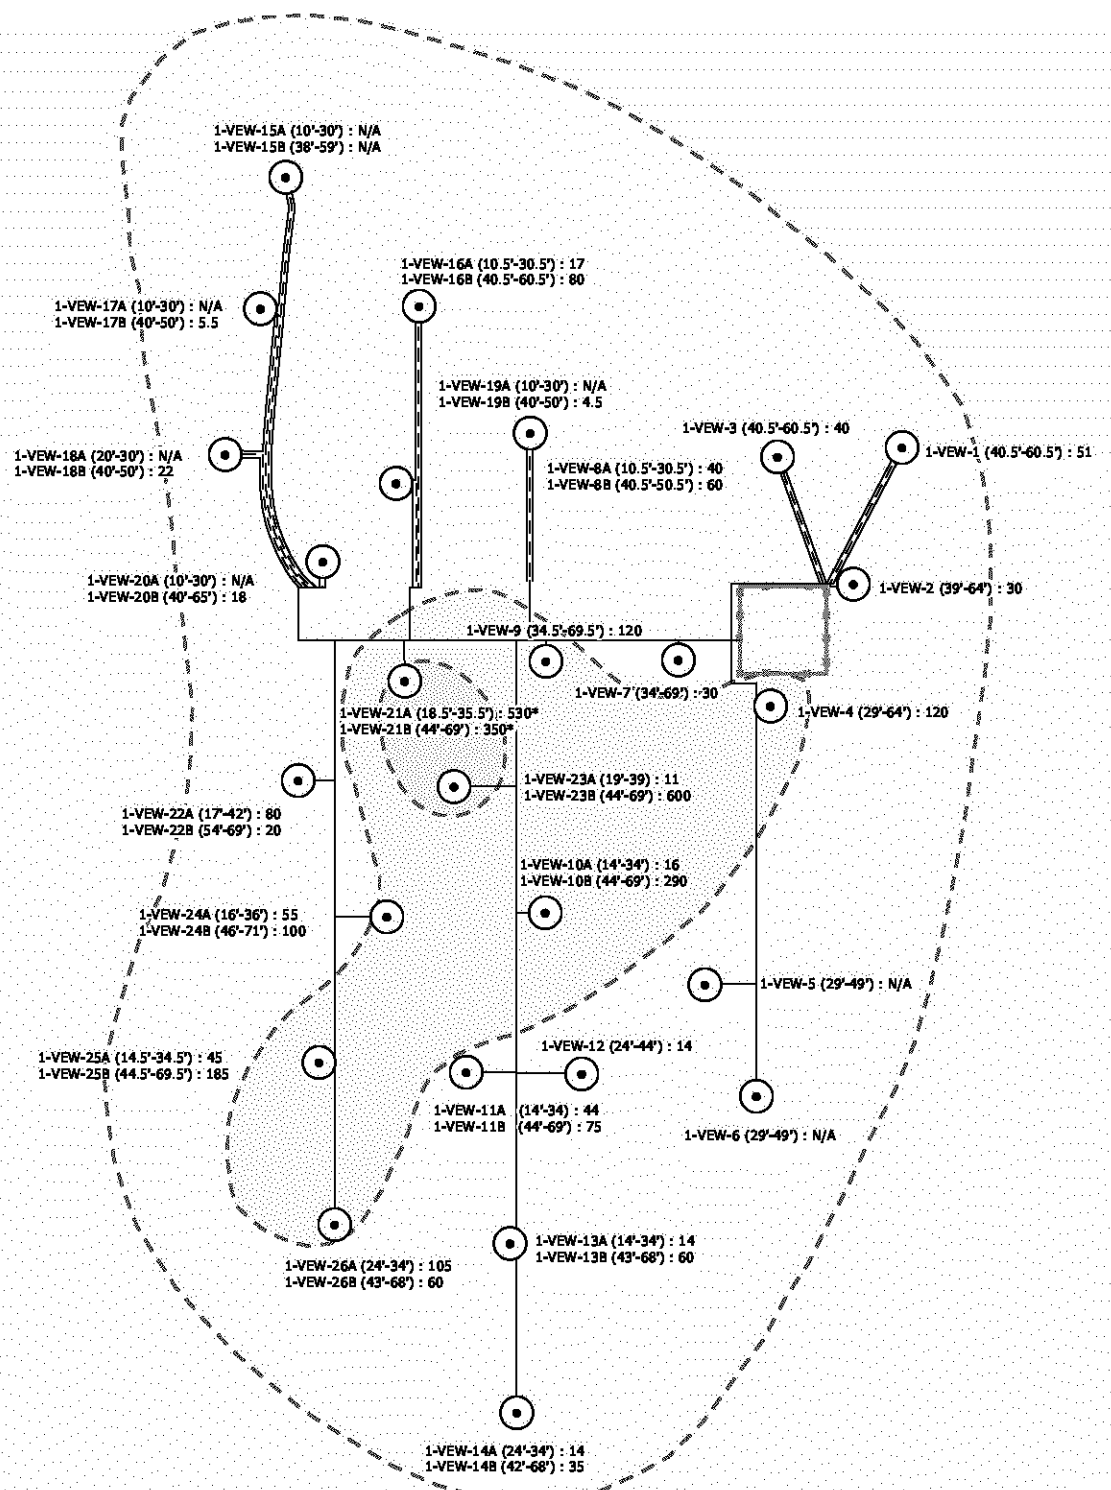 1-VEW-15A (10'-30') : N/A
1-VEW-15B (38'-59') : N/A
1-VEW-16A (10.5'-30.5') : 17
1-VEW-16B (40.5'-60.5') : 80
1-VEW-17A (10'-30') : N/A
1-VEW-17B (40'-50') : 5.5
1-VEW-19A (10'-30') : N/A
1-VEW-19B (40'-50') : 4.5
1-VEW-3 (40.5'-60.5') : 40
1-VEW-1 (40.5'-60.5') : 51
1-VEW-18A (20'-30') : N/A
1-VEW-18B (40'-50') : 22
1-VEW-8A (10.5'-30.5') : 40
1-VEW-8B (40.5'-50.5') : 60
1-VEW-20A (10'-30') : N/A
1-VEW-20B (40'-65') : 18
1-VEW-2 (39'-64') : 30
1-VEW-9 (34.5'-69.5') : 120
1-VEW-7 (34'-69') : 30
1-VEW-21A (18.5'-35.5') : 530*
1-VEW-21B (44'-69') : 350*
1-VEW-4 (29'-64') : 120
1-VEW-23A (19'-39) : 11
1-VEW-23B (44'-69') : 600
1-VEW-22A (17'-42') : 80
1-VEW-22B (54'-69') : 20
1-VEW-10A (14'-34') : 16
1-VEW-10B (44'-69') : 290
1-VEW-24A (16'-36') : 55
1-VEW-24B (46'-71') : 100
1-VEW-5 (29'-49') : N/A
1-VEW-12 (24'-44') : 14
1-VEW-25A (14.5'-34.5') : 45
1-VEW-25B (44.5'-69.5') : 185
1-VEW-11A (14'-34) : 44
1-VEW-11B (44'-69') : 75
1-VEW-6 (29'-49') : N/A
1-VEW-13A (14'-34') : 14
1-VEW-13B (43'-68') : 60
1-VEW-26A (24'-34') : 105
1-VEW-26B (43'-68') : 60
1-VEW-14A (24'-34') : 14
1-VEW-14B (42'-68') : 35